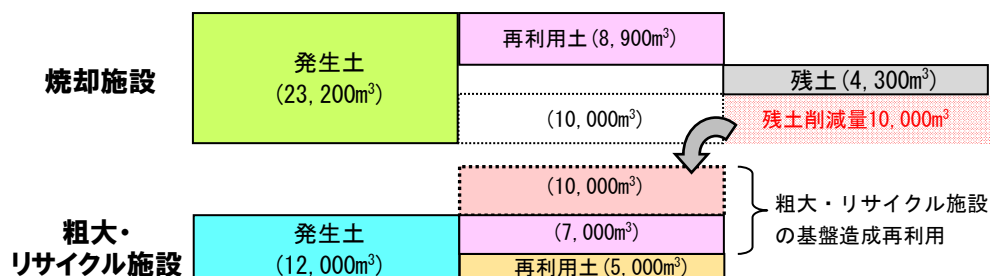 焼却施設
発生土
(23,200m³)
再利用土(8,900m³)
残土(4,300m³)
(10,000m³)
残土削減量10,000m³
粗大・
リサイクル施設
発生土
(12,000m³)
(10,000m³)
(7,000m³)
再利用土(5,000m³)
粗大・リサイクル施設
の基盤造成再利用